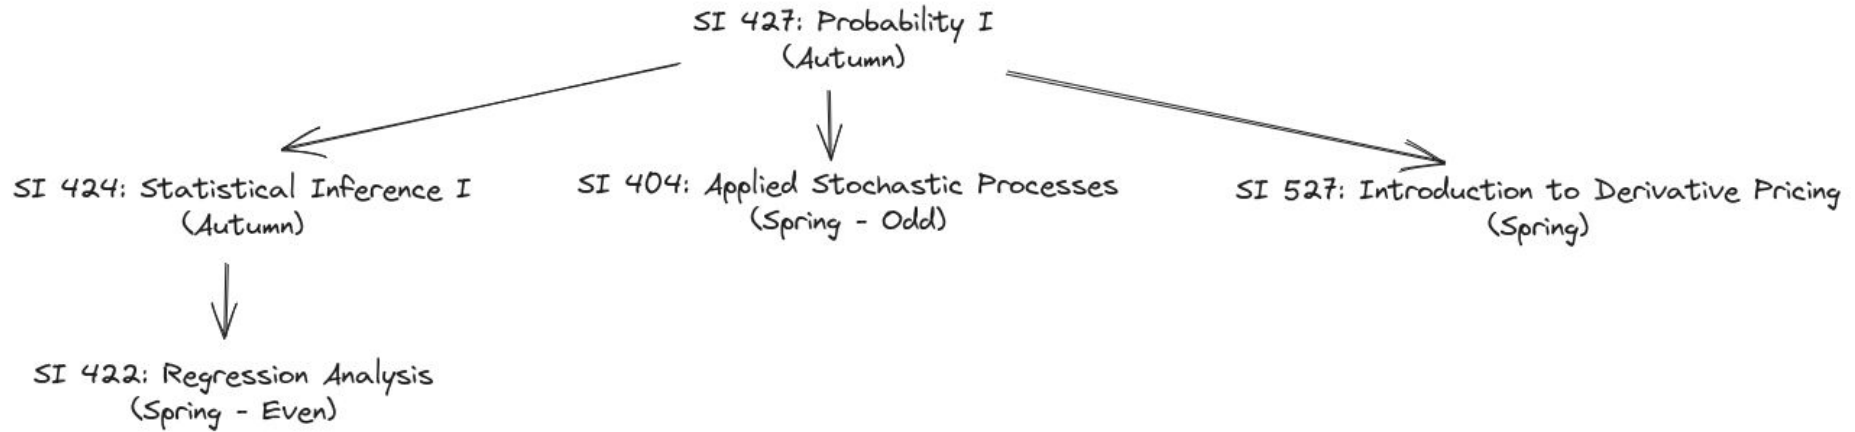 SI 427: Probability I
(Autumn)
SI 424: Statistical Inference I
(Autumn)
SI 404: Applied Stochastic Processes
(Spring - Odd)
SI 527: Introduction to Derivative Pricing
(Spring)
SI 422: Regression Analysis
(Spring - Even)